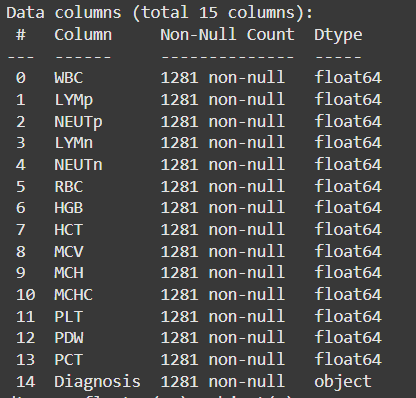 Data columns (total 15 columns):
 #   Column     Non-Null Count  Dtype
---  ------     --------------  -----
 0   WBC        1281 non-null   float64
 1   LYMp       1281 non-null   float64
 2   NEUTp      1281 non-null   float64
 3   LYMn       1281 non-null   float64
 4   NEUTn      1281 non-null   float64
 5   RBC        1281 non-null   float64
 6   HGB        1281 non-null   float64
 7   HCT        1281 non-null   float64
 8   MCV        1281 non-null   float64
 9   MCH        1281 non-null   float64
 10  MCHC       1281 non-null   float64
 11  PLT        1281 non-null   float64
 12  PDW        1281 non-null   float64
 13  PCT        1281 non-null   float64
 14  Diagnosis  1281 non-null   object